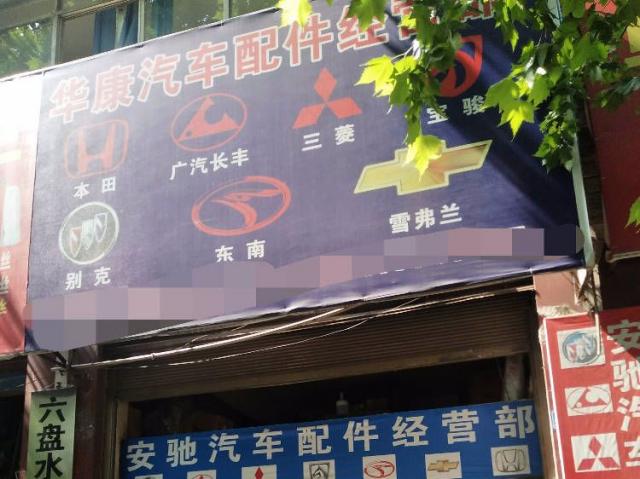 华康汽车配件经营部
本田
广汽长丰
三菱
宝骏
别克
东南
雪弗兰
六盘水
安驰汽车配件经营部
安
驰